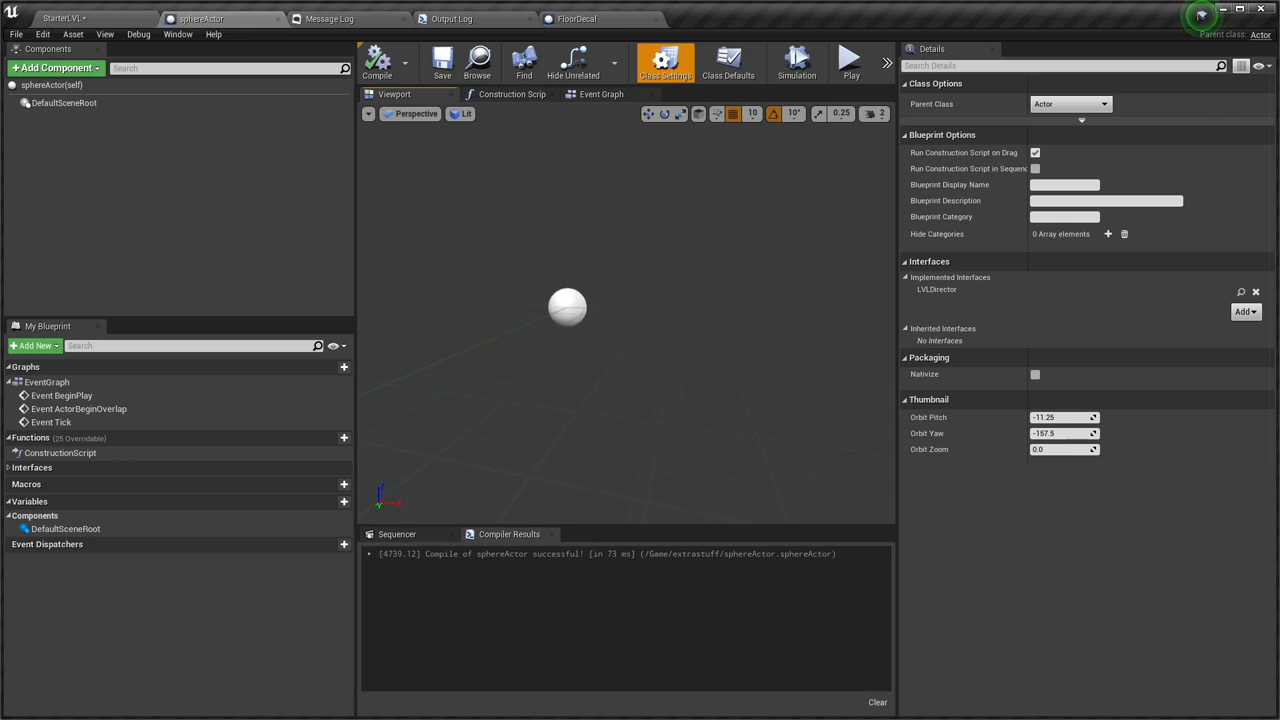 StarterLVL•
sphereActor
Message Log
Output Log
FloorDecal
File Edit Asset View Debug Window Help
Parent class: Actor
Components
+ Add Component
Search
sphereActor(self)
DefaultSceneRoot
My Blueprint
+ Add New
Search
Graphs
EventGraph
Event BeginPlay
Event ActorBeginOverlap
Event Tick
Functions (25 Overridable)
ConstructionScript
Interfaces
Macros
Variables
Components
DefaultSceneRoot
Event Dispatchers
Compile
Save
Browse
Find
Hide Unrelated
Class Settings
Class Defaults
Simulation
Play
Viewport
Construction Scrip
Event Graph
Perspective
Lit
10
10°
0.25
2
Z
X
Y
Sequencer
Compiler Results
[4739.12] Compile of sphereActor successful! [in 73 ms] (/Game/extrastuff/sphereActor.sphereActor)
Clear
Details
Search Details
Class Options
Parent Class Actor
Blueprint Options
Run Construction Script on Drag
Run Construction Script in Sequenc
Blueprint Display Name
Blueprint Description
Blueprint Category
Hide Categories 0 Array elements
Interfaces
Implemented Interfaces
LVLDirector
Add
Inherited Interfaces
No Interfaces
Packaging
Nativize
Thumbnail
Orbit Pitch -11.25
Orbit Yaw -157.5
Orbit Zoom 0.0